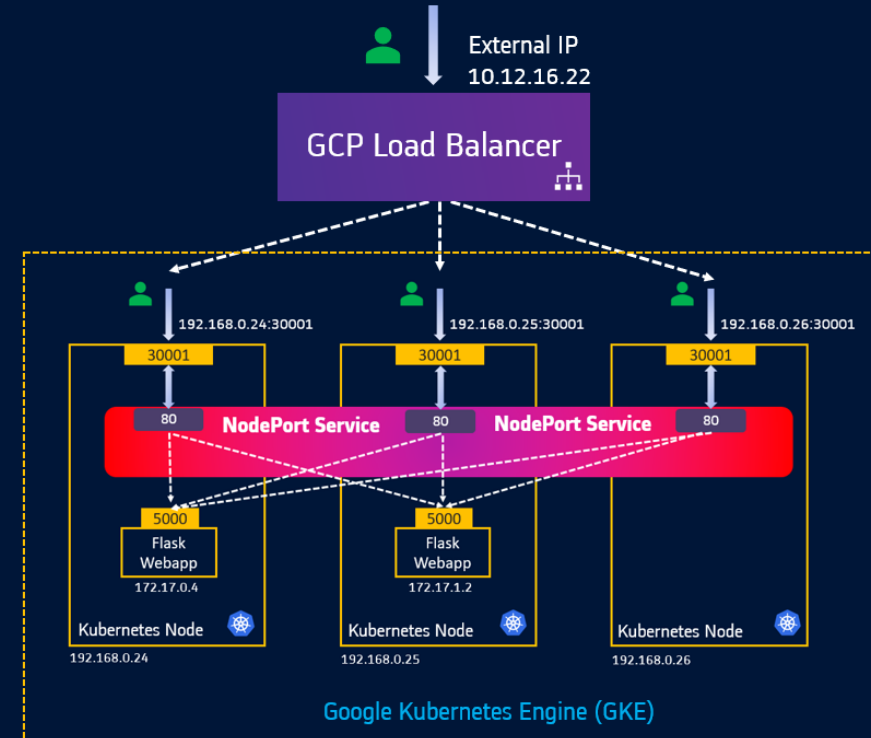 External IP
10.12.16.22
GCP Load Balancer
192.168.0.24:30001
192.168.0.25:30001
192.168.0.26:30001
30001
30001
30001
80
NodePort Service
80
NodePort Service
80
5000
5000
Flask
Webapp
Flask
Webapp
172.17.0.4
172.17.1.2
Kubernetes Node
Kubernetes Node
Kubernetes Node
192.168.0.24
192.168.0.25
192.168.0.26
Google Kubernetes Engine (GKE)